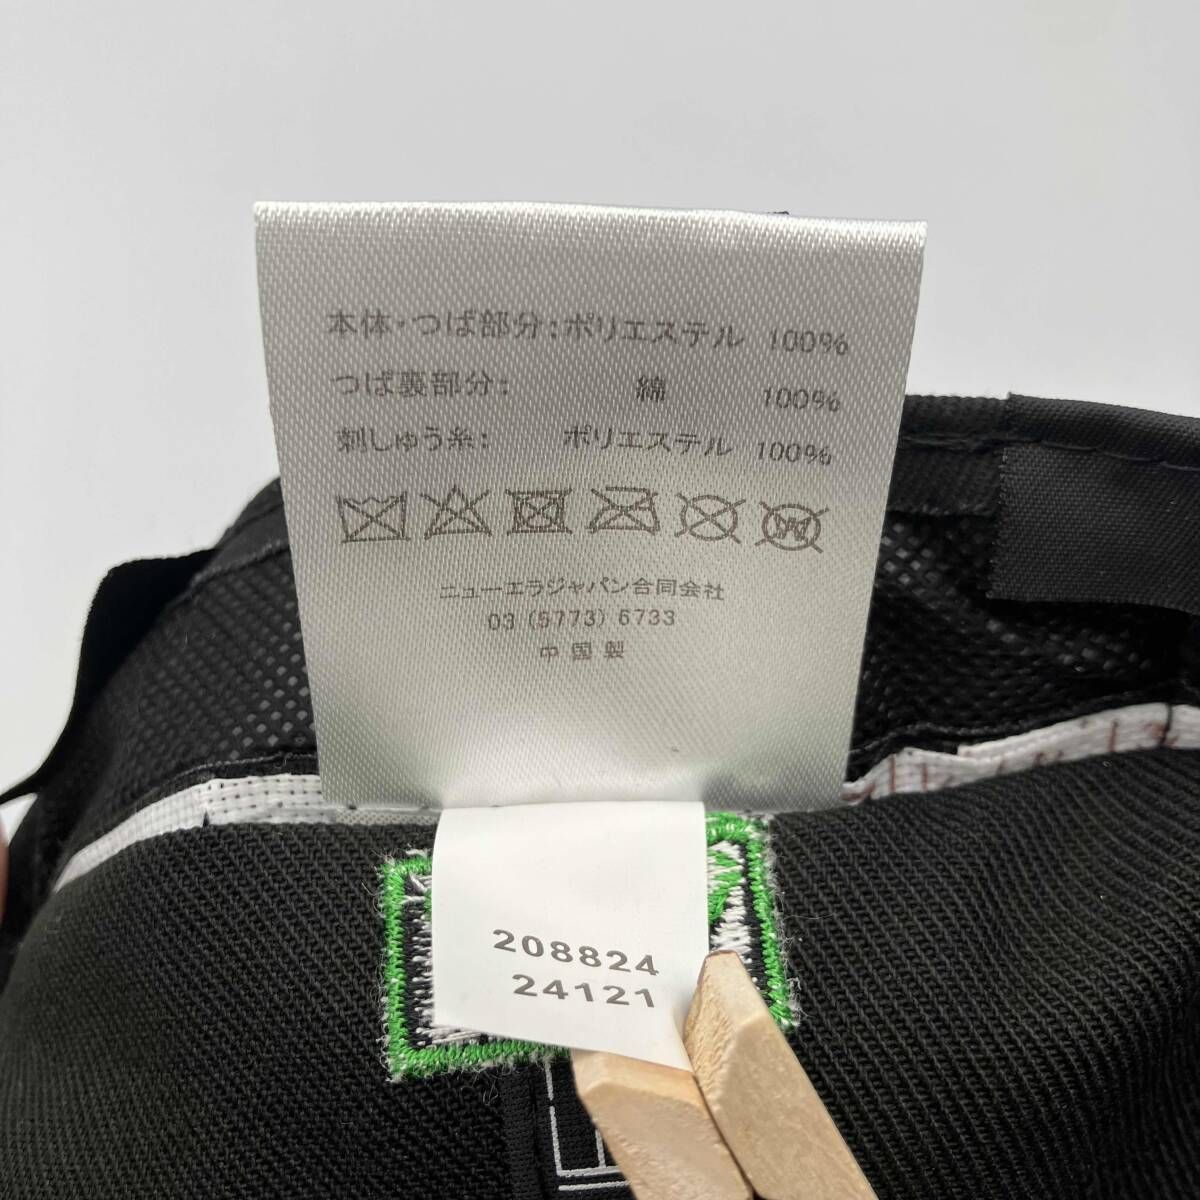 本体・つば部分:ポリエステル 100%
つば裏部分: 綿 100%
刺しゅう糸: ポリエステル 100%
ニューエラジャパン合同会社
03 (5773) 6733
中国製
208824
24121